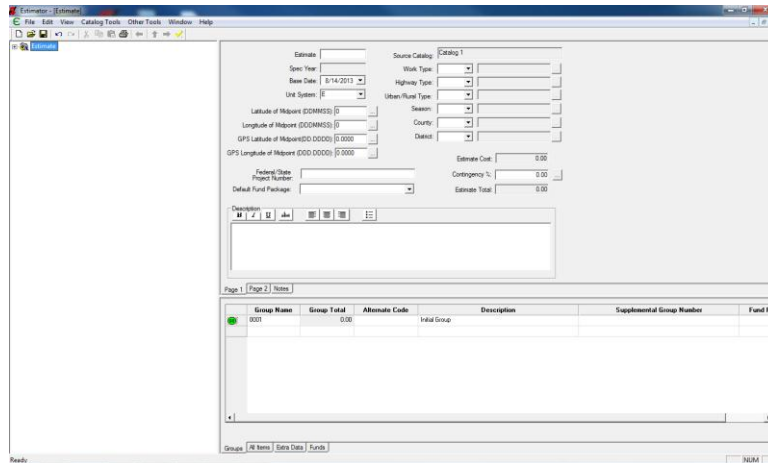 Estimator - [Estimate]
File Edit View Catalog Tools Other Tools Window Help
Estimate
Estimate
Source Catalog: Catalog 1
Spec Year:
Work Type:
Base Date: 8/14/2013
Highway Type:
Unit System: E
Urban/Rural Type:
Latitude of Midpoint (DDMMSS): 0
Season:
Longitude of Midpoint (DDDMMSS): 0
County:
GPS Latitude of Midpoint(DD.DDDD): 0.0000
District:
GPS Longitude of Midpoint (DDD.DDDD): 0.0000
Estimate Cost: 0.00
Federal/State Project Number:
Contingency %: 0.00
Default Fund Package:
Estimate Total: 0.00
Description
B I U abc
Page 1 Page 2 Notes
Group Name Group Total Alternate Code Description Supplemental Group Number Fund
0001 0.00 Initial Group
Groups All Items Extra Data Funds
Ready NUM